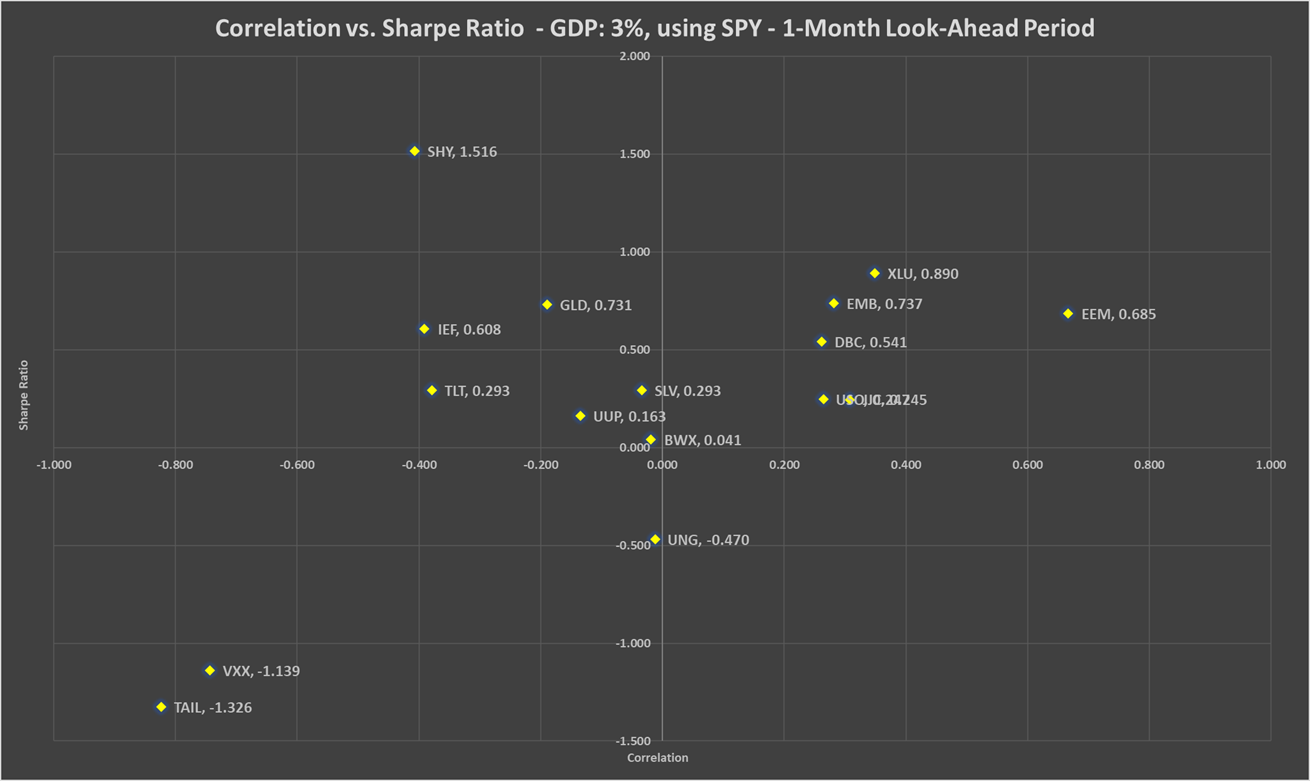 Correlation vs. Sharpe Ratio - GDP: 3%, using SPY - 1-Month Look-Ahead Period
2.000
SHY, 1.516
1.500
1.000
XLU, 0.890
GLD, 0.731
EMB, 0.737
EEM, 0.685
IEF, 0.608
0.500
DBC, 0.541
Sharpe Ratio
TLT, 0.293
SLV, 0.293
UUP, 0.163
BWX, 0.041
0.000
-1.000
-0.800
-0.600
-0.400
-0.200
0.000
0.200
0.400
0.600
0.800
1.000
-0.500
UNG, -0.470
-1.000
VXX, -1.139
TAIL, -1.326
-1.500
Correlation